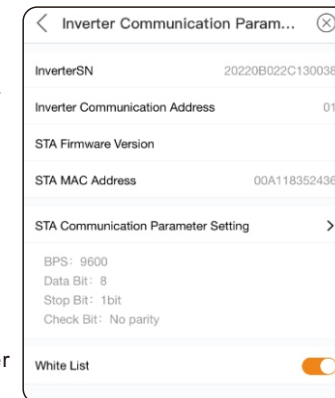 Inverter Communication Param...
InverterSN 20220B022C130038
Inverter Communication Address 01
STA Firmware Version
STA MAC Address 00A118352436
STA Communication Parameter Setting
BPS: 9600
Data Bit: 8
Stop Bit: 1bit
Check Bit: No parity
White List